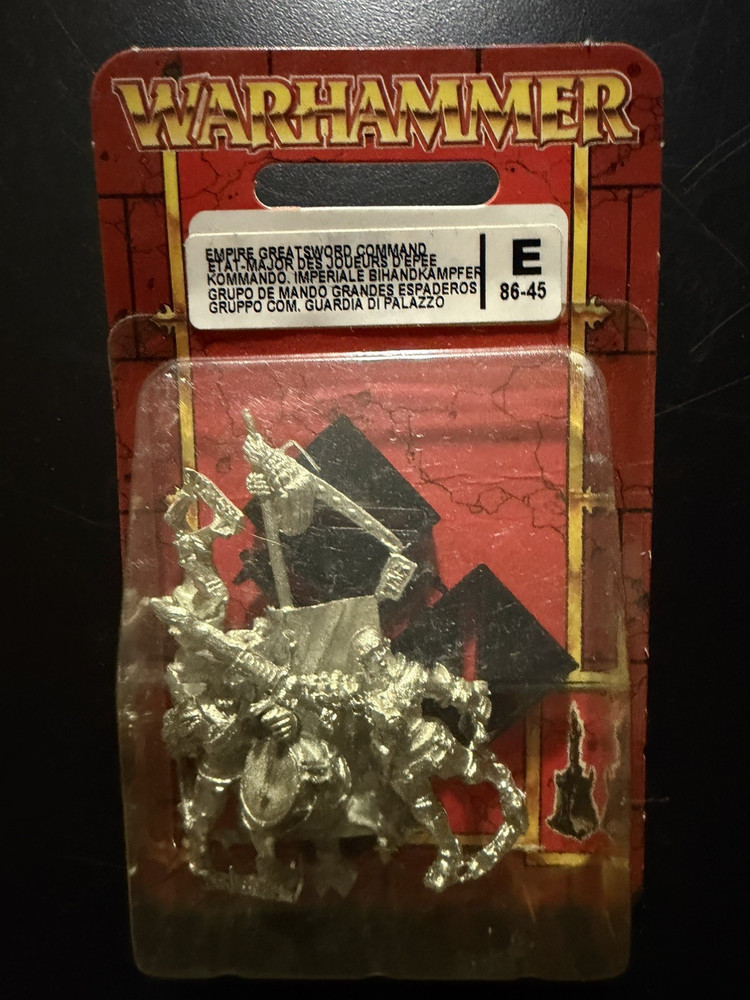 WARHAMMER
EMPIRE GREATSWORD COMMAND
ETAT-MAJOR DES JOUEURS D'EPEE
KOMMANDO. IMPERIALE BIHANDKAMPFER
GRUPO DE MANDO GRANDES ESPADEROS
GRUPPO COM. GUARDIA DI PALAZZO
E
86-45